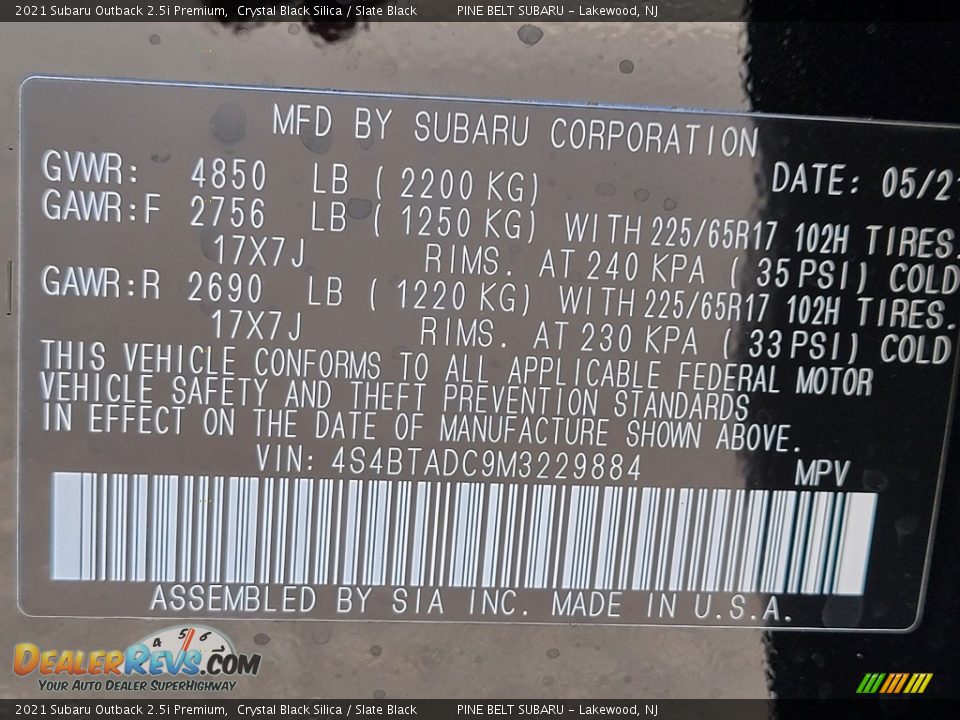 2021 Subaru Outback 2.5i Premium, Crystal Black Silica / Slate Black PINE BELT SUBARU - Lakewood, NJ
MFD BY SUBARU CORPORATION
GVWR: 4850 LB ( 2200 KG) DATE: 05/21
GAWR:F 2756 LB ( 1250 KG) WITH 225/65R17 102H TIRES.
17X7J RIMS. AT 240 KPA ( 35 PSI) COLD
GAWR:R 2690 LB ( 1220 KG) WITH 225/65R17 102H TIRES.
17X7J RIMS. AT 230 KPA ( 33 PSI) COLD
THIS VEHICLE CONFORMS TO ALL APPLICABLE FEDERAL MOTOR
VEHICLE SAFETY AND THEFT PREVENTION STANDARDS
IN EFFECT ON THE DATE OF MANUFACTURE SHOWN ABOVE.
VIN: 4S4BTADC9M3229884 MPV
ASSEMBLED BY SIA INC. MADE IN U.S.A.
4 5 6
DEALERREVS.COM
YOUR AUTO DEALER SUPERHIGHWAY
2021 Subaru Outback 2.5i Premium, Crystal Black Silica / Slate Black PINE BELT SUBARU - Lakewood, NJ